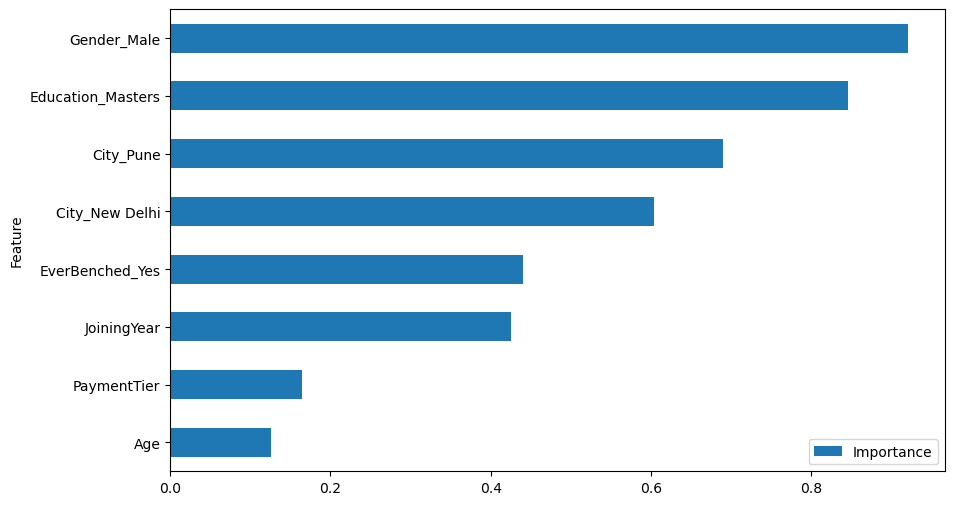 Feature
Gender_Male
Education_Masters
City_Pune
City_New Delhi
EverBenched_Yes
JoiningYear
PaymentTier
Age
Importance
0.0 0.2 0.4 0.6 0.8